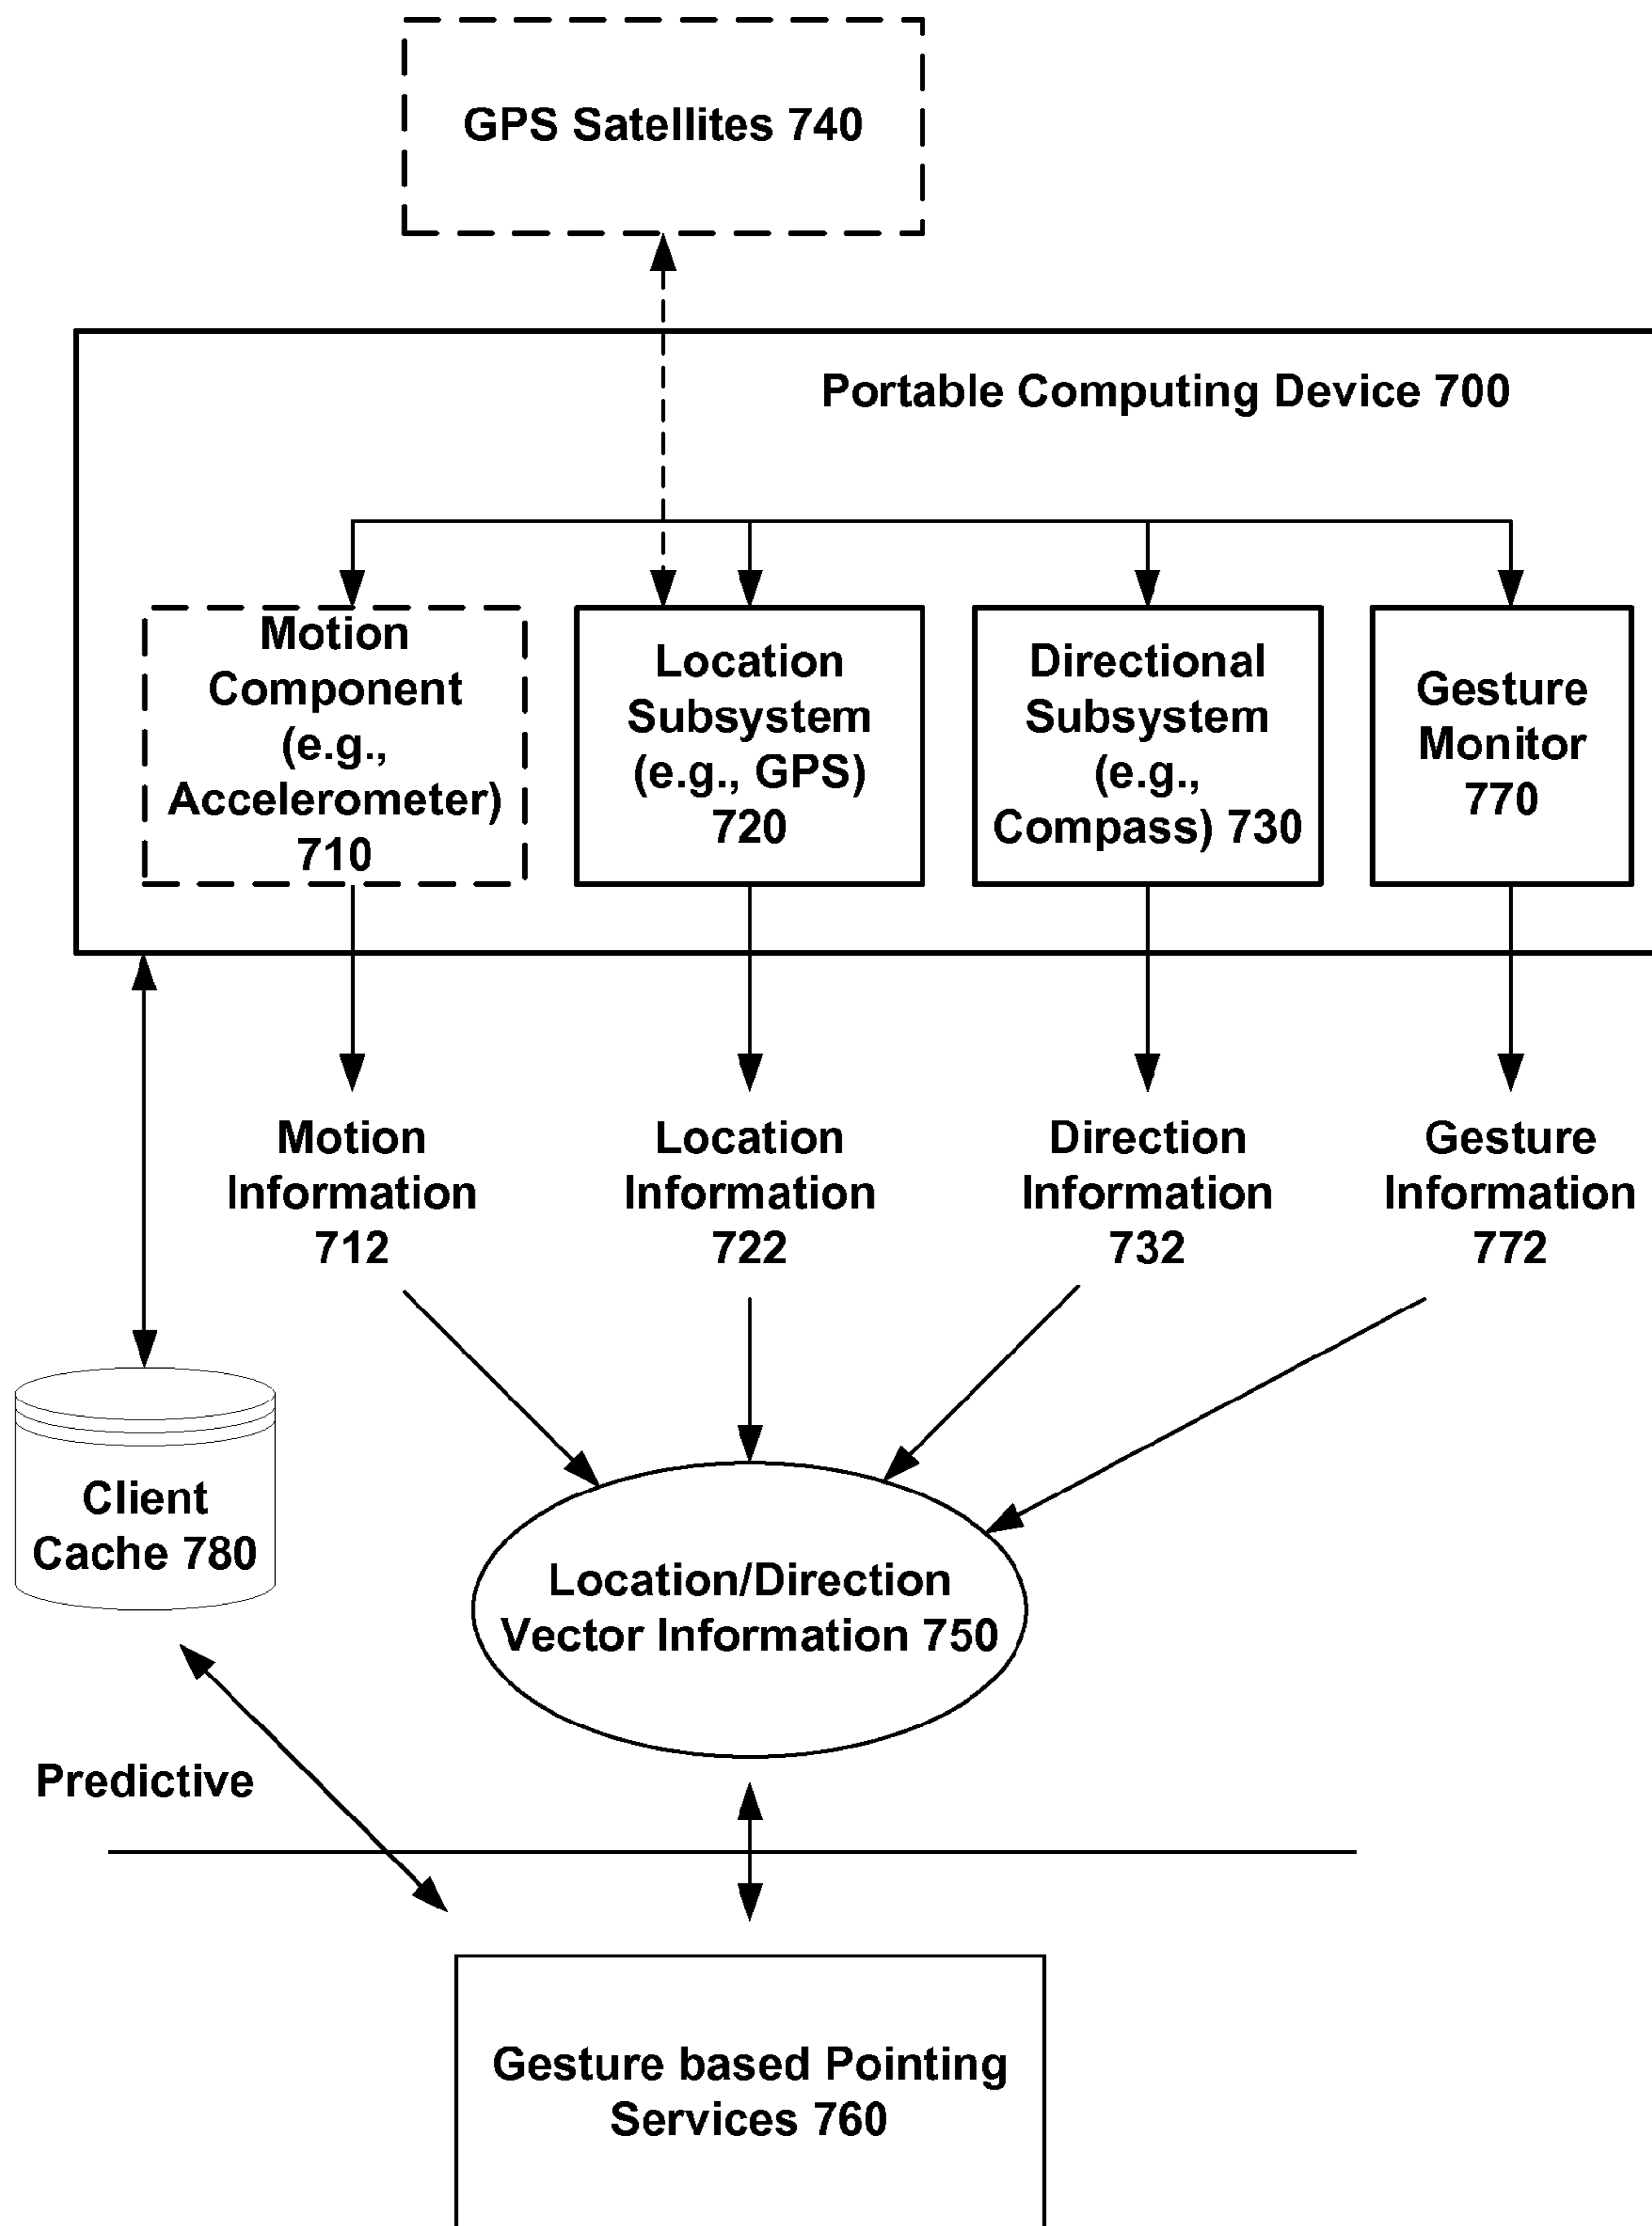 GPS Satellites 740
Portable Computing Device 700
Motion
Component
(e.g.,
Accelerometer)
710
Location
Subsystem
(e.g., GPS)
720
Directional
Subsystem
(e.g.,
Compass) 730
Gesture
Monitor
770
Motion
Information
712
Location
Information
722
Direction
Information
732
Gesture
Information
772
Client
Cache 780
Location/Direction
Vector Information 750
Predictive
Gesture based Pointing
Services 760